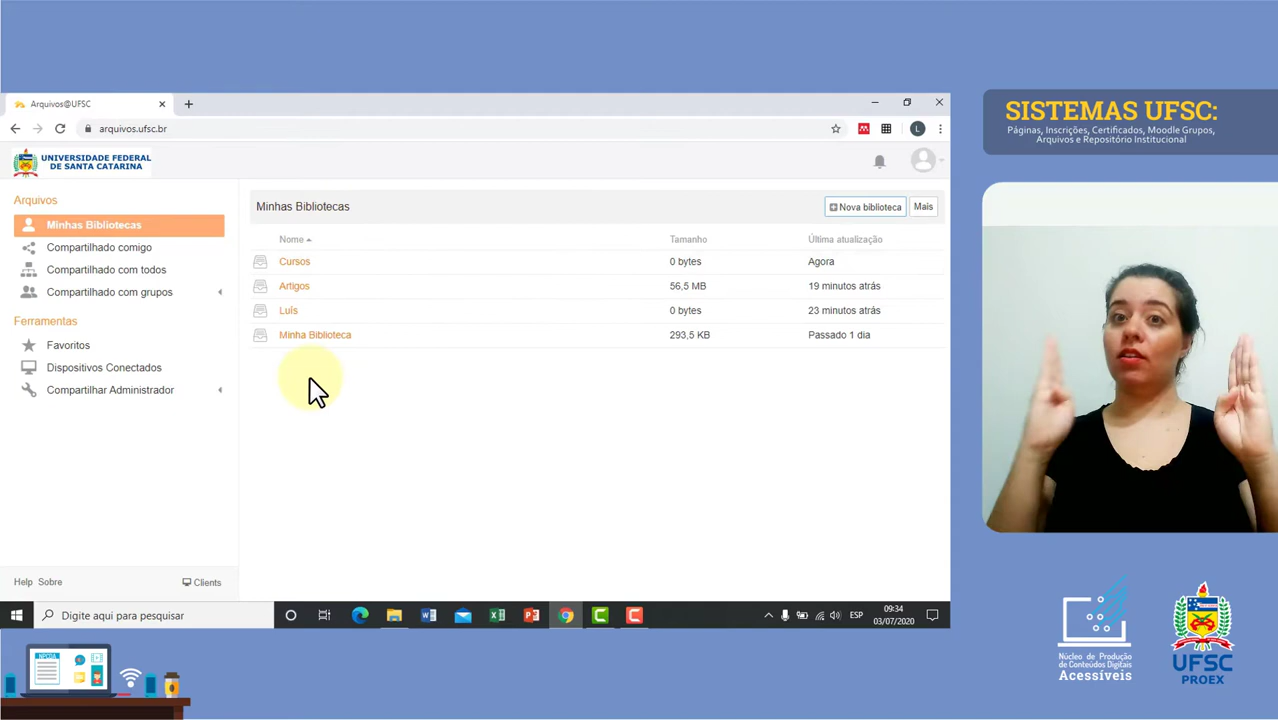 Arquivos@UFSC
arquivos.ufsc.br
L
UNIVERSIDADE FEDERAL
DE SANTA CATARINA
Arquivos
Minhas Bibliotecas
Compartilhado comigo
Compartilhado com todos
Compartilhado com grupos
Ferramentas
Favoritos
Dispositivos Conectados
Compartilhar Administrador
Help Sobre
Clients
Minhas Bibliotecas
Nova biblioteca
Mais
Nome Tamanho Última atualização
Cursos 0 bytes Agora
Artigos 56,5 MB 19 minutos atrás
Luís 0 bytes 23 minutos atrás
Minha Biblioteca 293,5 KB Passado 1 dia
Digite aqui para pesquisar
ESP
09:34
03/07/2020
SISTEMAS UFSC:
Páginas, Inscrições, Certificados, Moodle Grupos,
Arquivos e Repositório Institucional
Núcleo de Produção
de Conteúdos Digitais
Acessíveis
UFSC
PROEX